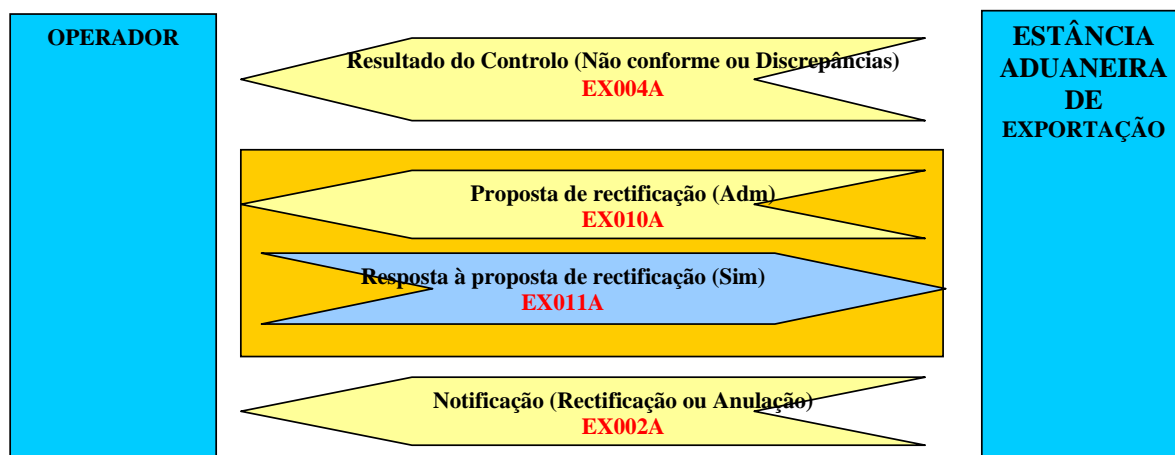 OPERADOR
Resultado do Controlo (Não conforme ou Discrepâncias)
EX004A
Proposta de rectificação (Adm)
EX010A
Resposta à proposta de rectificação (Sim)
EX011A
Notificação (Rectificação ou Anulação)
EX002A
ESTÂNCIA
ADUANEIRA
DE
EXPORTAÇÃO